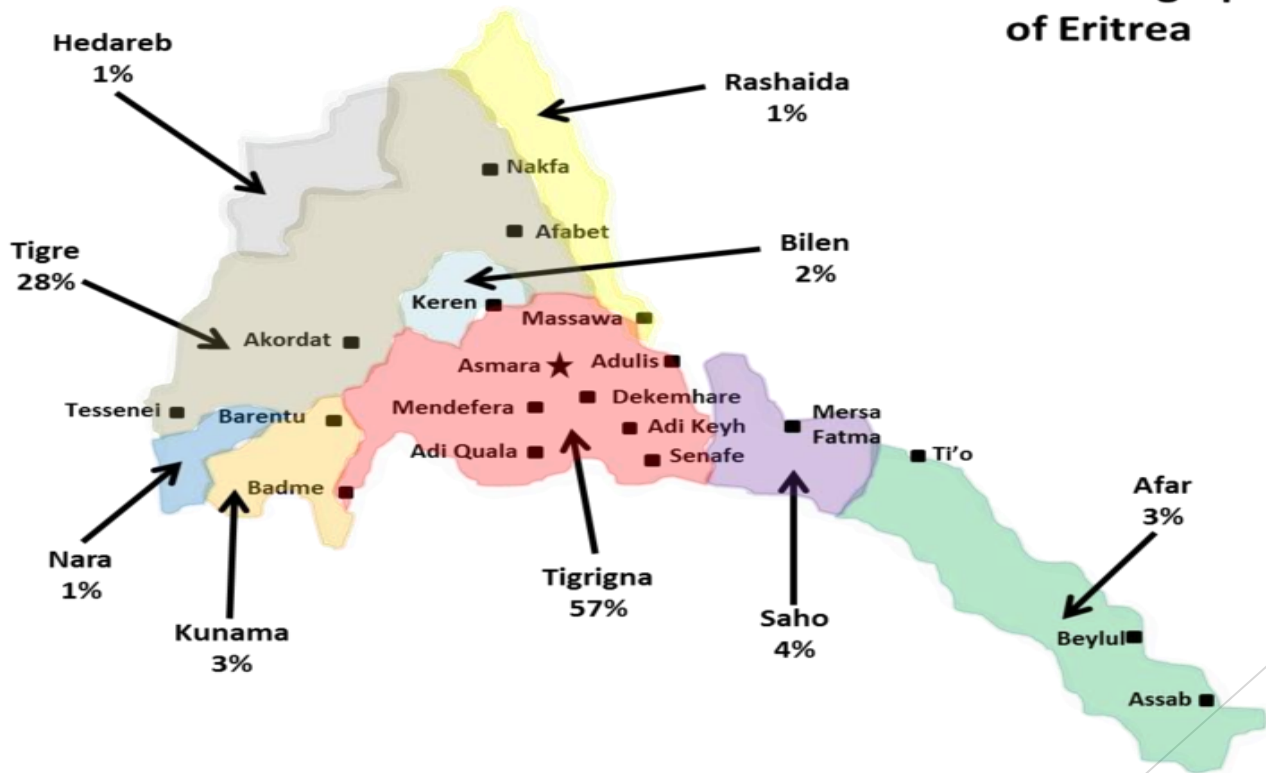 of Eritrea
Hedareb
1%
Rashaida
1%
Nakfa
Afabet
Tigre
28%
Bilen
2%
Keren
Massawa
Akordat
Asmara
Adulis
Tessenei
Barentu
Mendefera
Dekemhare
Adi Keyh
Mersa
Fatma
Adi Quala
Senafe
Ti’o
Badme
Afar
3%
Nara
1%
Tigrigna
57%
Kunama
3%
Saho
4%
Beylul
Assab